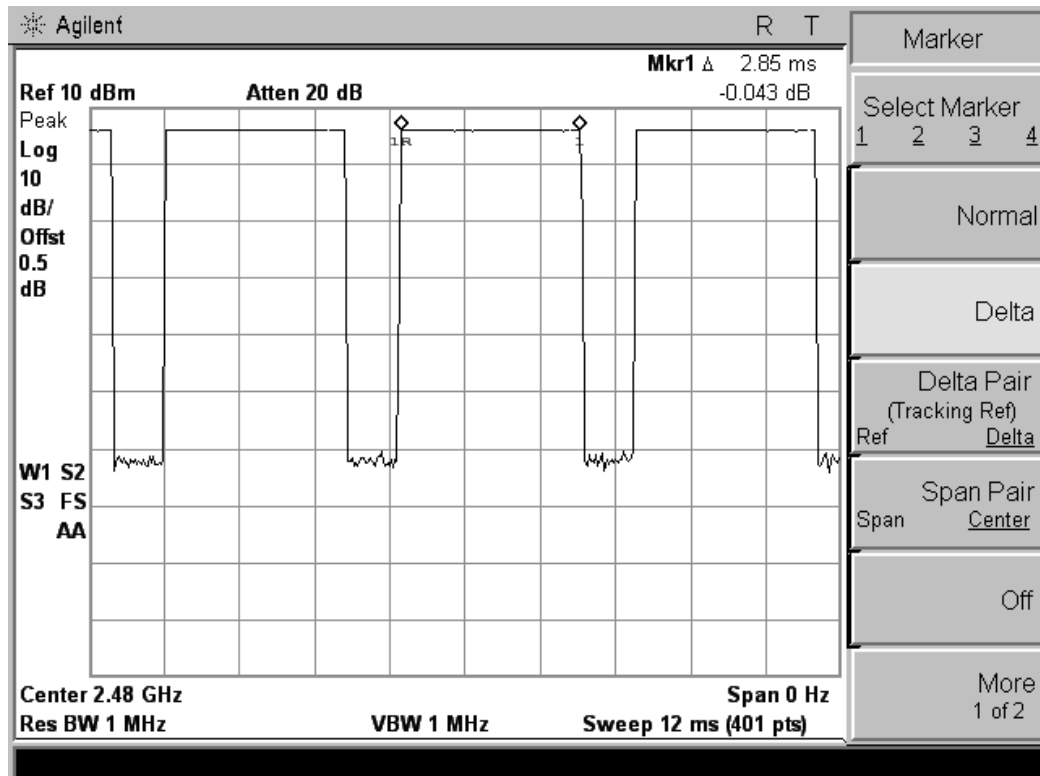 Agilent R T
Mkr1 Δ 2.85 ms
Ref 10 dBm Atten 20 dB -0.043 dB
Peak
Log
10
dB/
Offst
0.5
dB
1R 1
W1 S2
S3 FS
AA
Center 2.48 GHz Span 0 Hz
Res BW 1 MHz VBW 1 MHz Sweep 12 ms (401 pts)
Marker
Select Marker
1 2 3 4
Normal
Delta
Delta Pair
(Tracking Ref)
Ref Delta
Span Pair
Span Center
Off
More
1 of 2